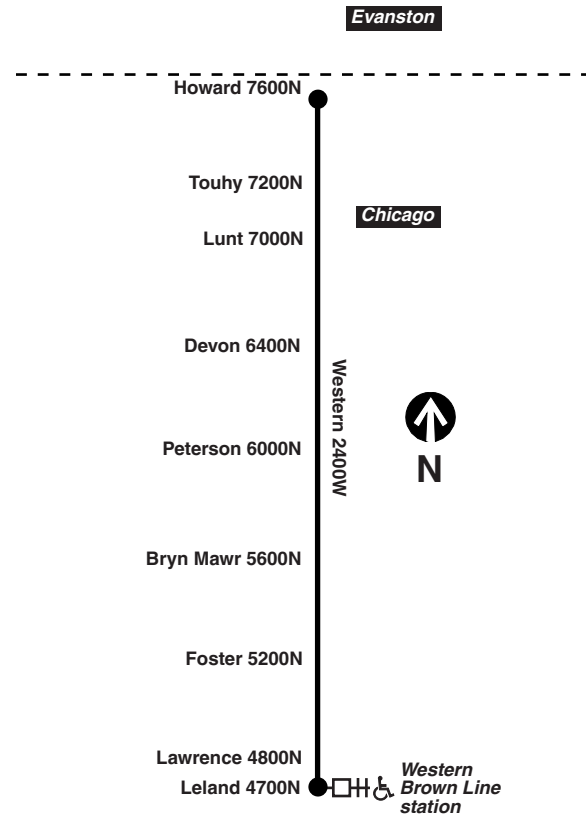 Evanston
Howard 7600N
Touhy 7200N
Chicago
Lunt 7000N
Devon 6400N
Western 2400W
Peterson 6000N
N
Bryn Mawr 5600N
Foster 5200N
Lawrence 4800N
Leland 4700N
Western
Brown Line
station